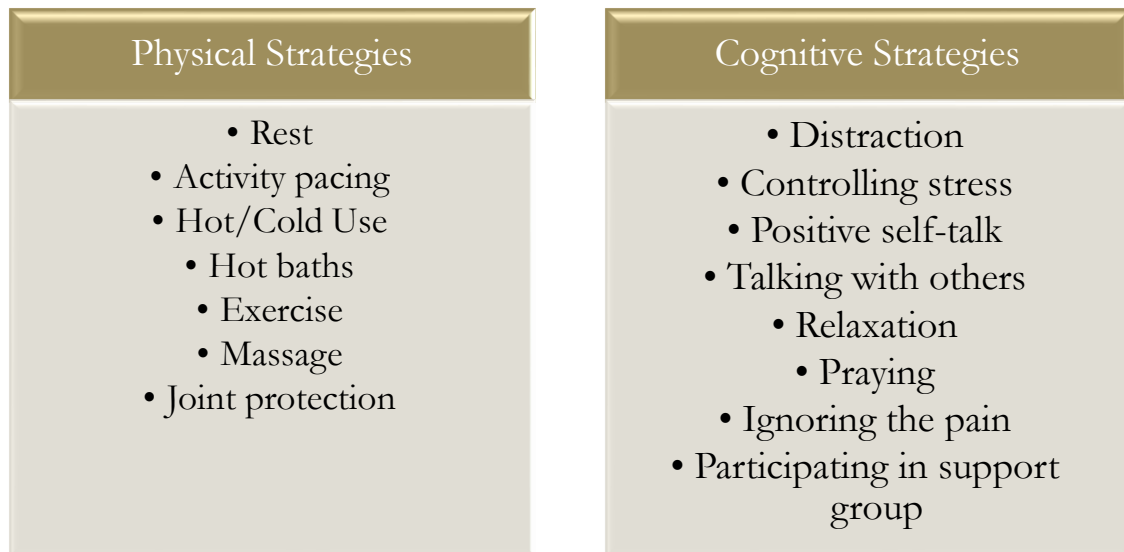 Physical Strategies
• Rest
• Activity pacing
• Hot/Cold Use
• Hot baths
• Exercise
• Massage
• Joint protection
Cognitive Strategies
• Distraction
• Controlling stress
• Positive self-talk
• Talking with others
• Relaxation
• Praying
• Ignoring the pain
• Participating in support
group